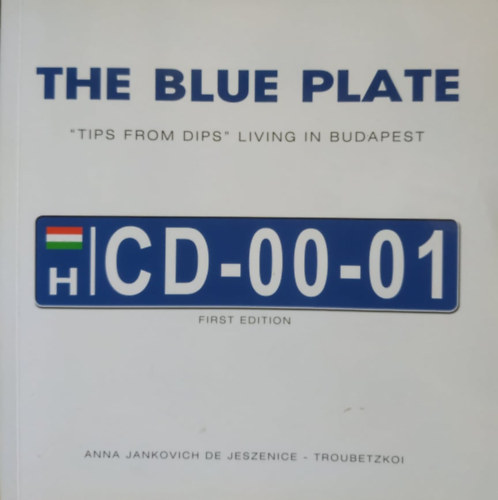 THE BLUE PLATE
"TIPS FROM DIPS" LIVING IN BUDAPEST
H CD-00-01
FIRST EDITION
ANNA JANKOVICH DE JESZENICE - TROUBETZKOI